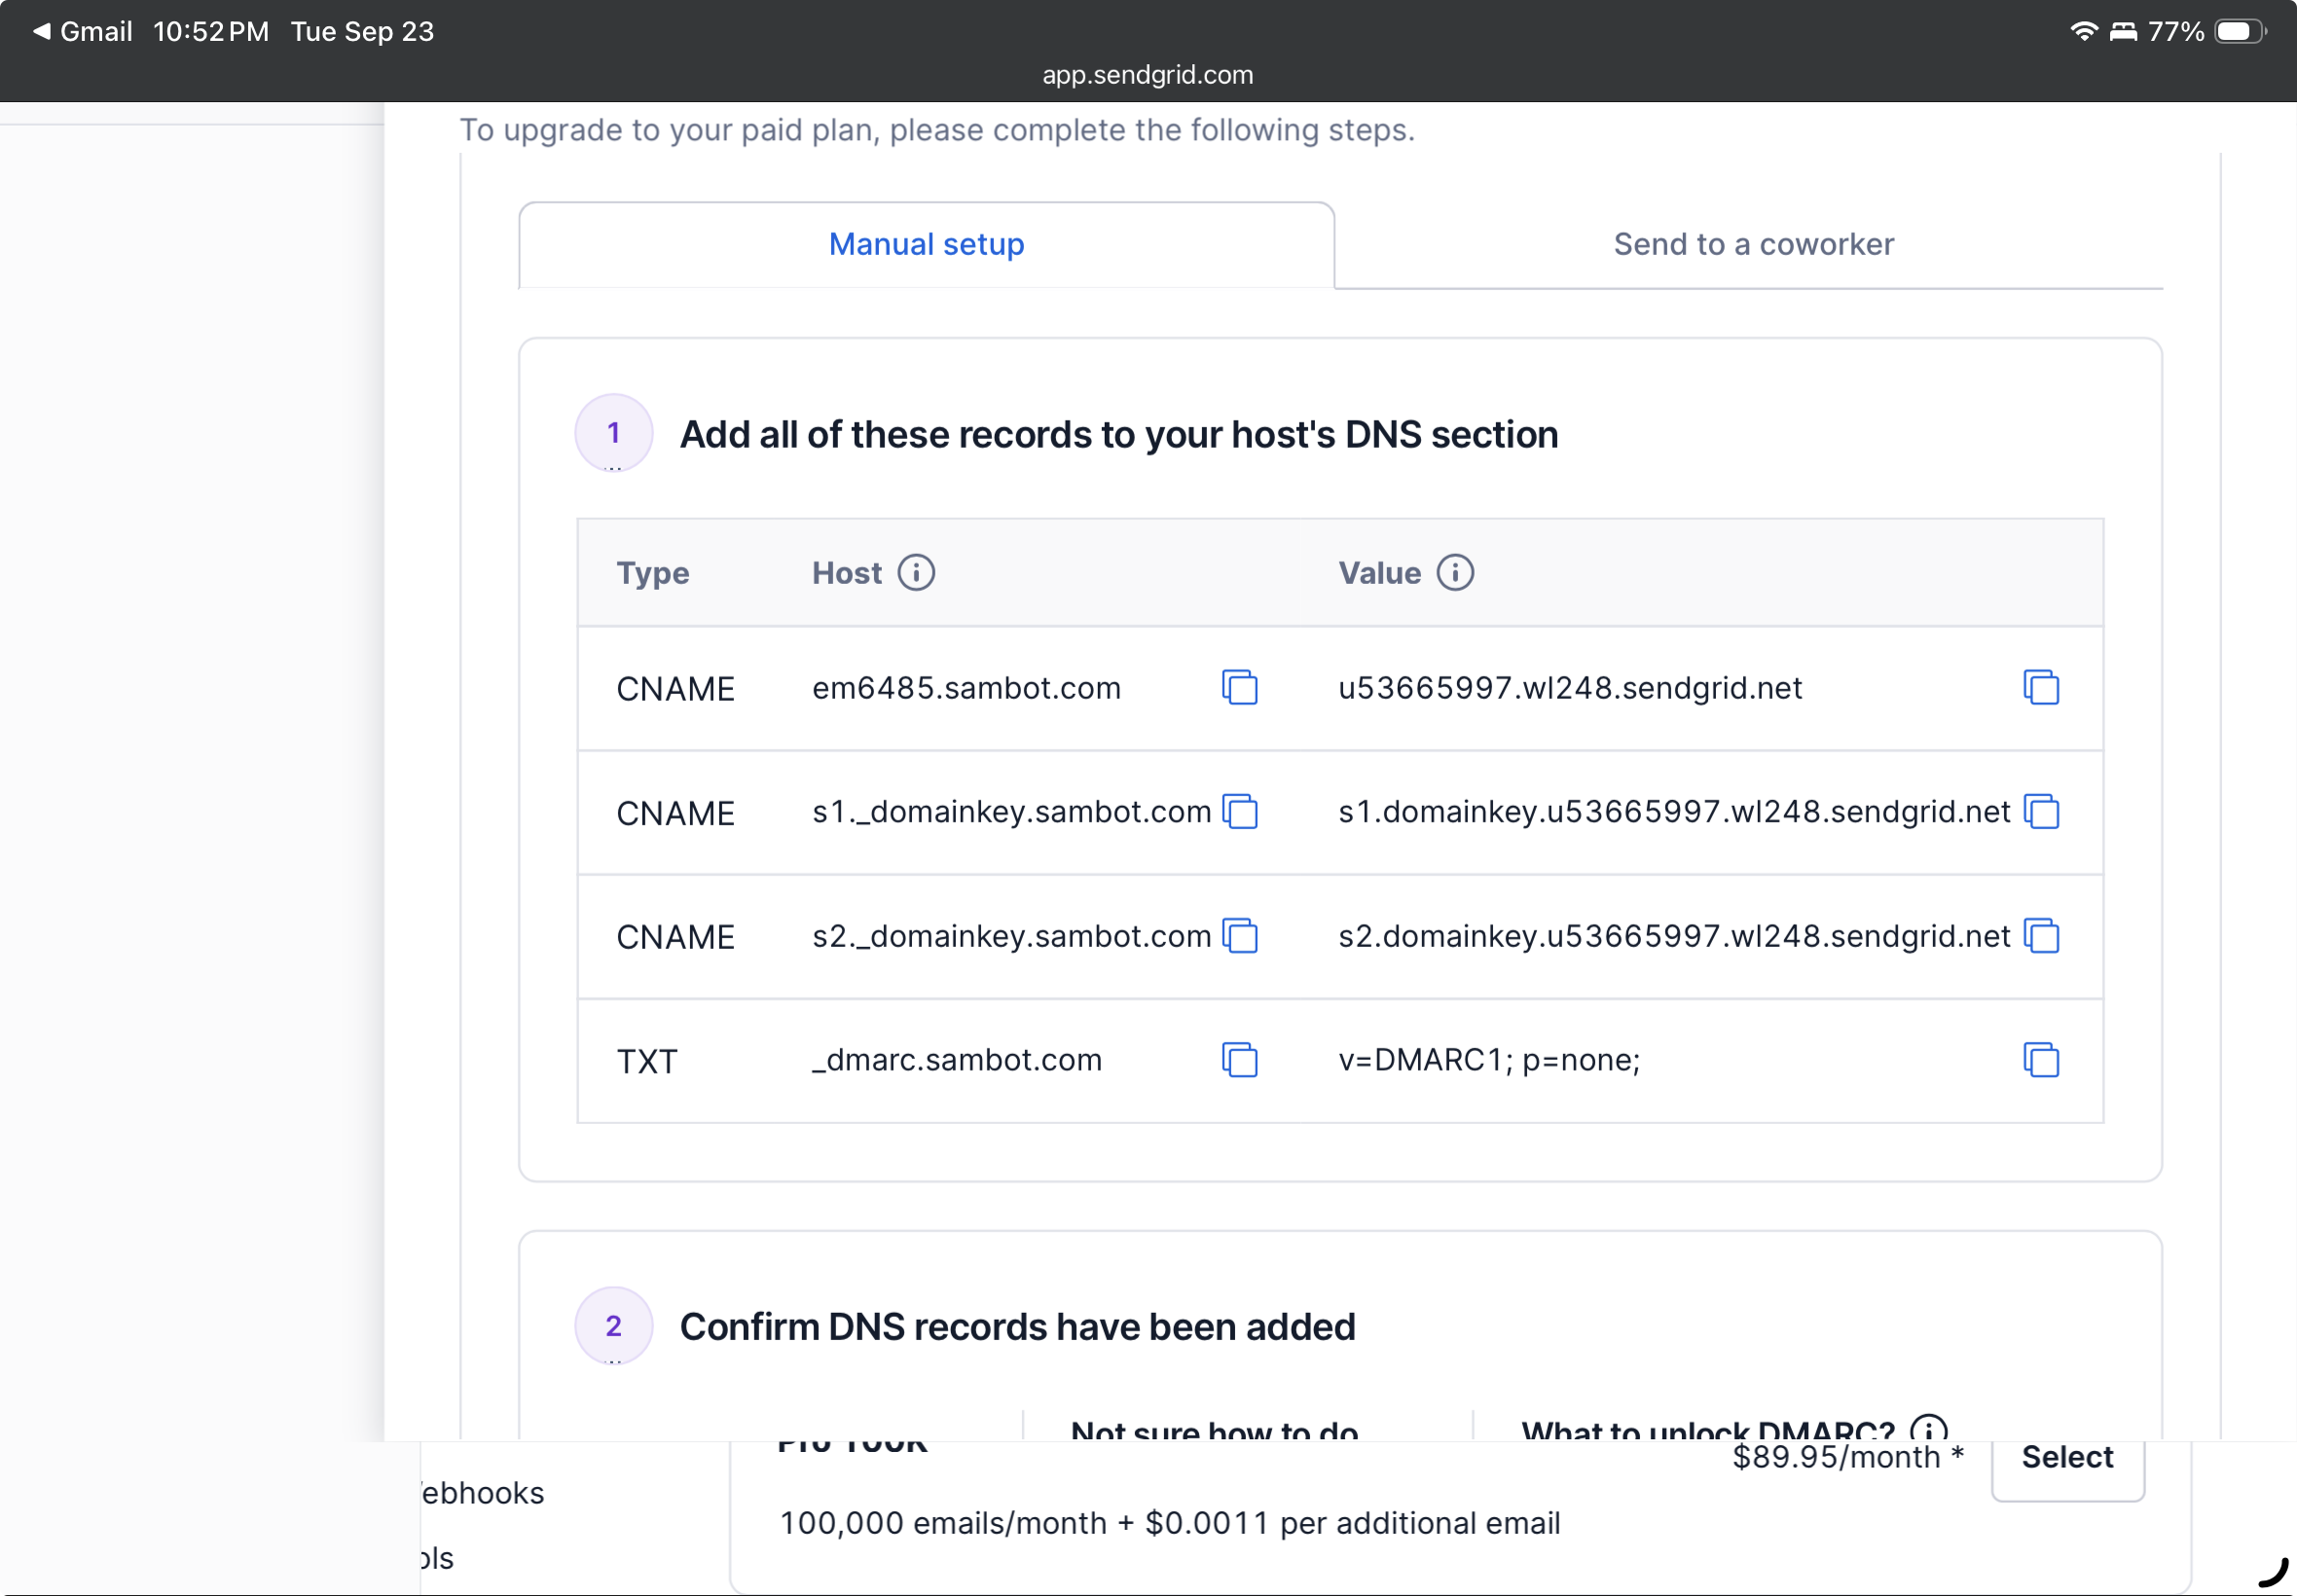 Gmail 10:52 PM Tue Sep 23 77%
app.sendgrid.com
To upgrade to your paid plan, please complete the following steps.
Manual setup Send to a coworker
1 Add all of these records to your host's DNS section
Type Host Value
CNAME em6485.sambot.com u53665997.wl248.sendgrid.net
CNAME s1._domainkey.sambot.com s1.domainkey.u53665997.wl248.sendgrid.net
CNAME s2._domainkey.sambot.com s2.domainkey.u53665997.wl248.sendgrid.net
TXT _dmarc.sambot.com v=DMARC1; p=none;
2 Confirm DNS records have been added
Not sure how to do What to unlock DMARC?
Pro 100K $89.95/month * Select
ebhooks
100,000 emails/month + $0.0011 per additional email
ols